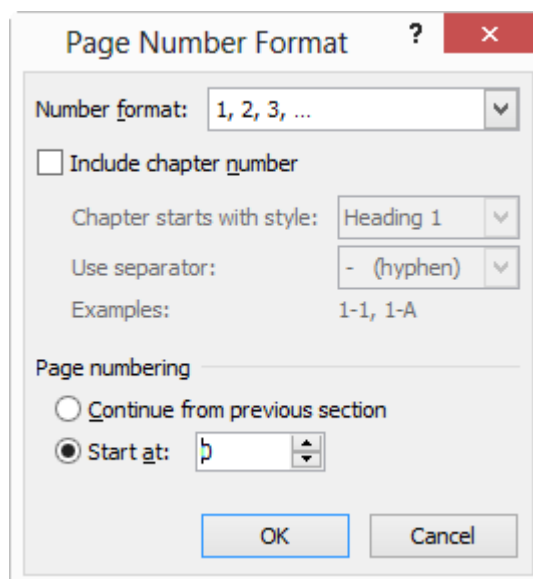 Page Number Format ? ×
Number format: 1, 2, 3, ...
Include chapter number
Chapter starts with style: Heading 1
Use separator: - (hyphen)
Examples: 1-1, 1-A
Page numbering
Continue from previous section
Start at: 0
OK Cancel